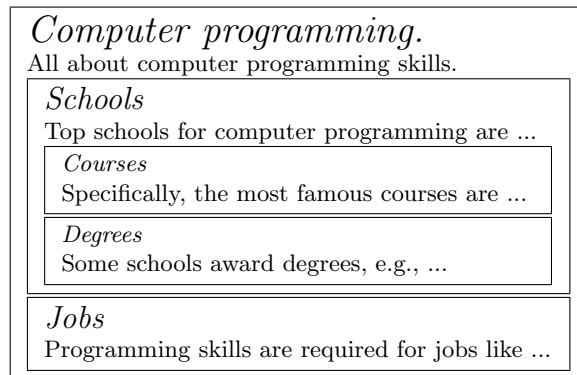 Computer programming.
All about computer programming skills.
Schools
Top schools for computer programming are ...
Courses
Specifically, the most famous courses are ...
Degrees
Some schools award degrees, e.g., ...
Jobs
Programming skills are required for jobs like ...